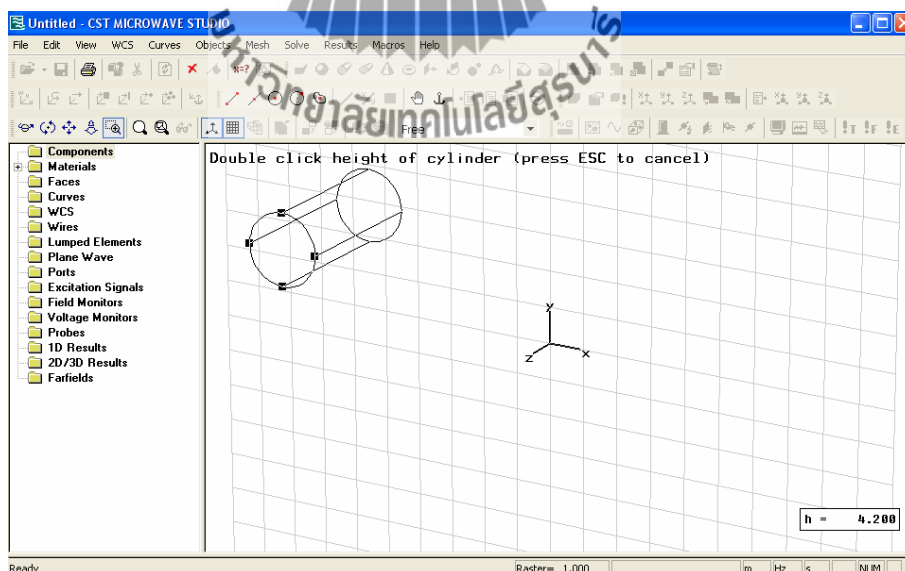 Untitled - CST MICROWAVE STUDIO
File Edit View WCS Curves Objects Mesh Solve Results Macros Help
มหาวิทยาลัยเทคโนโลยีสุรนารี
Free
Components
Materials
Faces
Curves
WCS
Wires
Lumped Elements
Plane Wave
Ports
Excitation Signals
Field Monitors
Voltage Monitors
Probes
1D Results
2D/3D Results
Farfields
Double click height of cylinder (press ESC to cancel)
y
x
z
h = 4.200
Ready
Raster= 1.000 m Hz s NUM